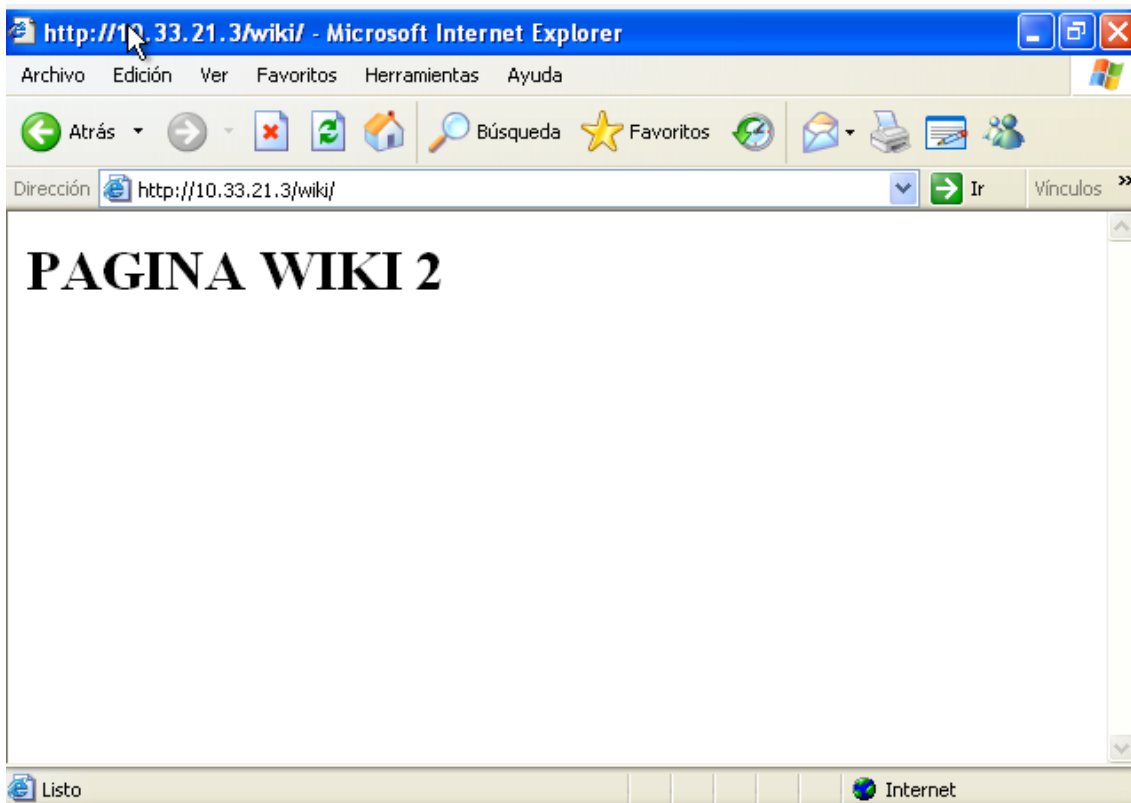 http://10.33.21.3/wiki/ - Microsoft Internet Explorer
Archivo Edición Ver Favoritos Herramientas Ayuda
Atrás Búsqueda Favoritos
Dirección http://10.33.21.3/wiki/ Ir Vínculos »
PAGINA WIKI 2
Listo Internet